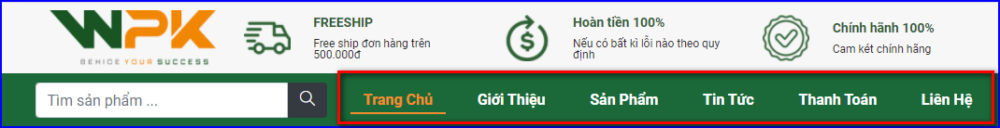 WPK
BEHICE YOUR SUCCESS
FREESHIP
Free ship đơn hàng trên
500.000đ
Hoàn tiền 100%
Nếu có bất kì lỗi nào theo quy
định
Chính hãnh 100%
Cam két chính hãng
Tìm sản phẩm ...
Trang Chủ Giới Thiệu Sản Phẩm Tin Tức Thanh Toán Liên Hệ